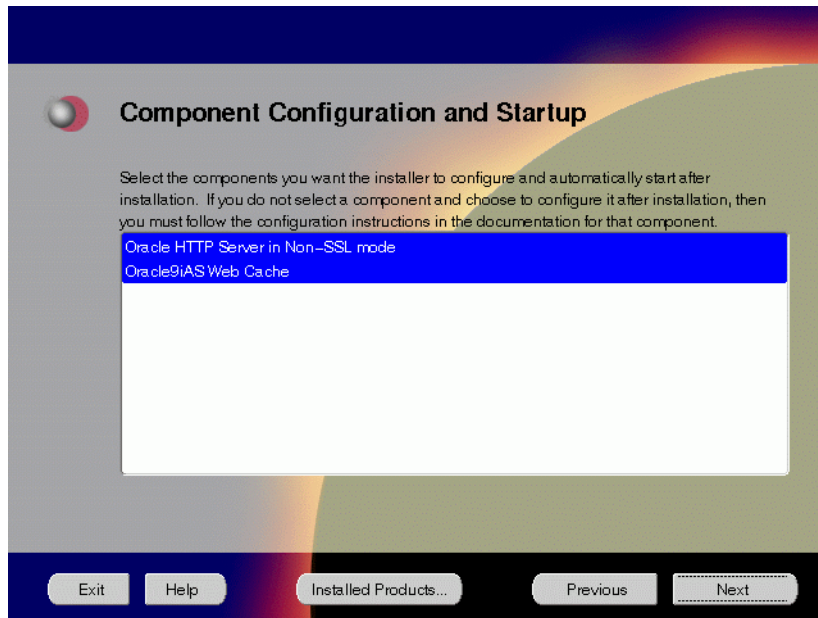 Component Configuration and Startup
Select the components you want the installer to configure and automatically start after
installation. If you do not select a component and choose to configure it after installation, then
you must follow the configuration instructions in the documentation for that component.
Oracle HTTP Server in Non-SSL mode
Oracle9iAS Web Cache
Exit
Help
Installed Products...
Previous
Next